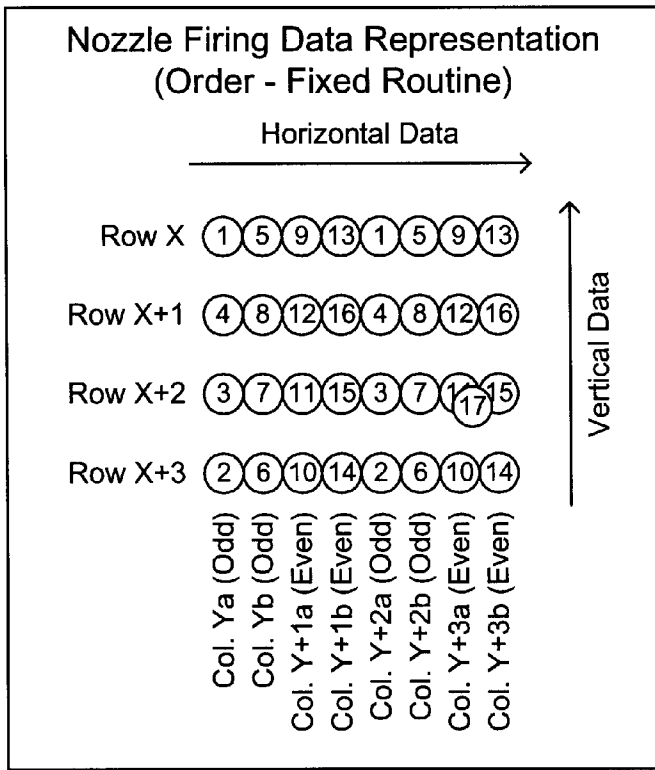 Nozzle Firing Data Representation
(Order - Fixed Routine)
Horizontal Data
Row X 1 5 9 13 1 5 9 13
Row X+1 4 8 12 16 4 8 12 16
Row X+2 3 7 11 15 3 7 11 17 15
Row X+3 2 6 10 14 2 6 10 14
Vertical Data
Col. Ya (Odd)
Col. Yb (Odd)
Col. Y+1a (Even)
Col. Y+1b (Even)
Col. Y+2a (Odd)
Col. Y+2b (Odd)
Col. Y+3a (Even)
Col. Y+3b (Even)